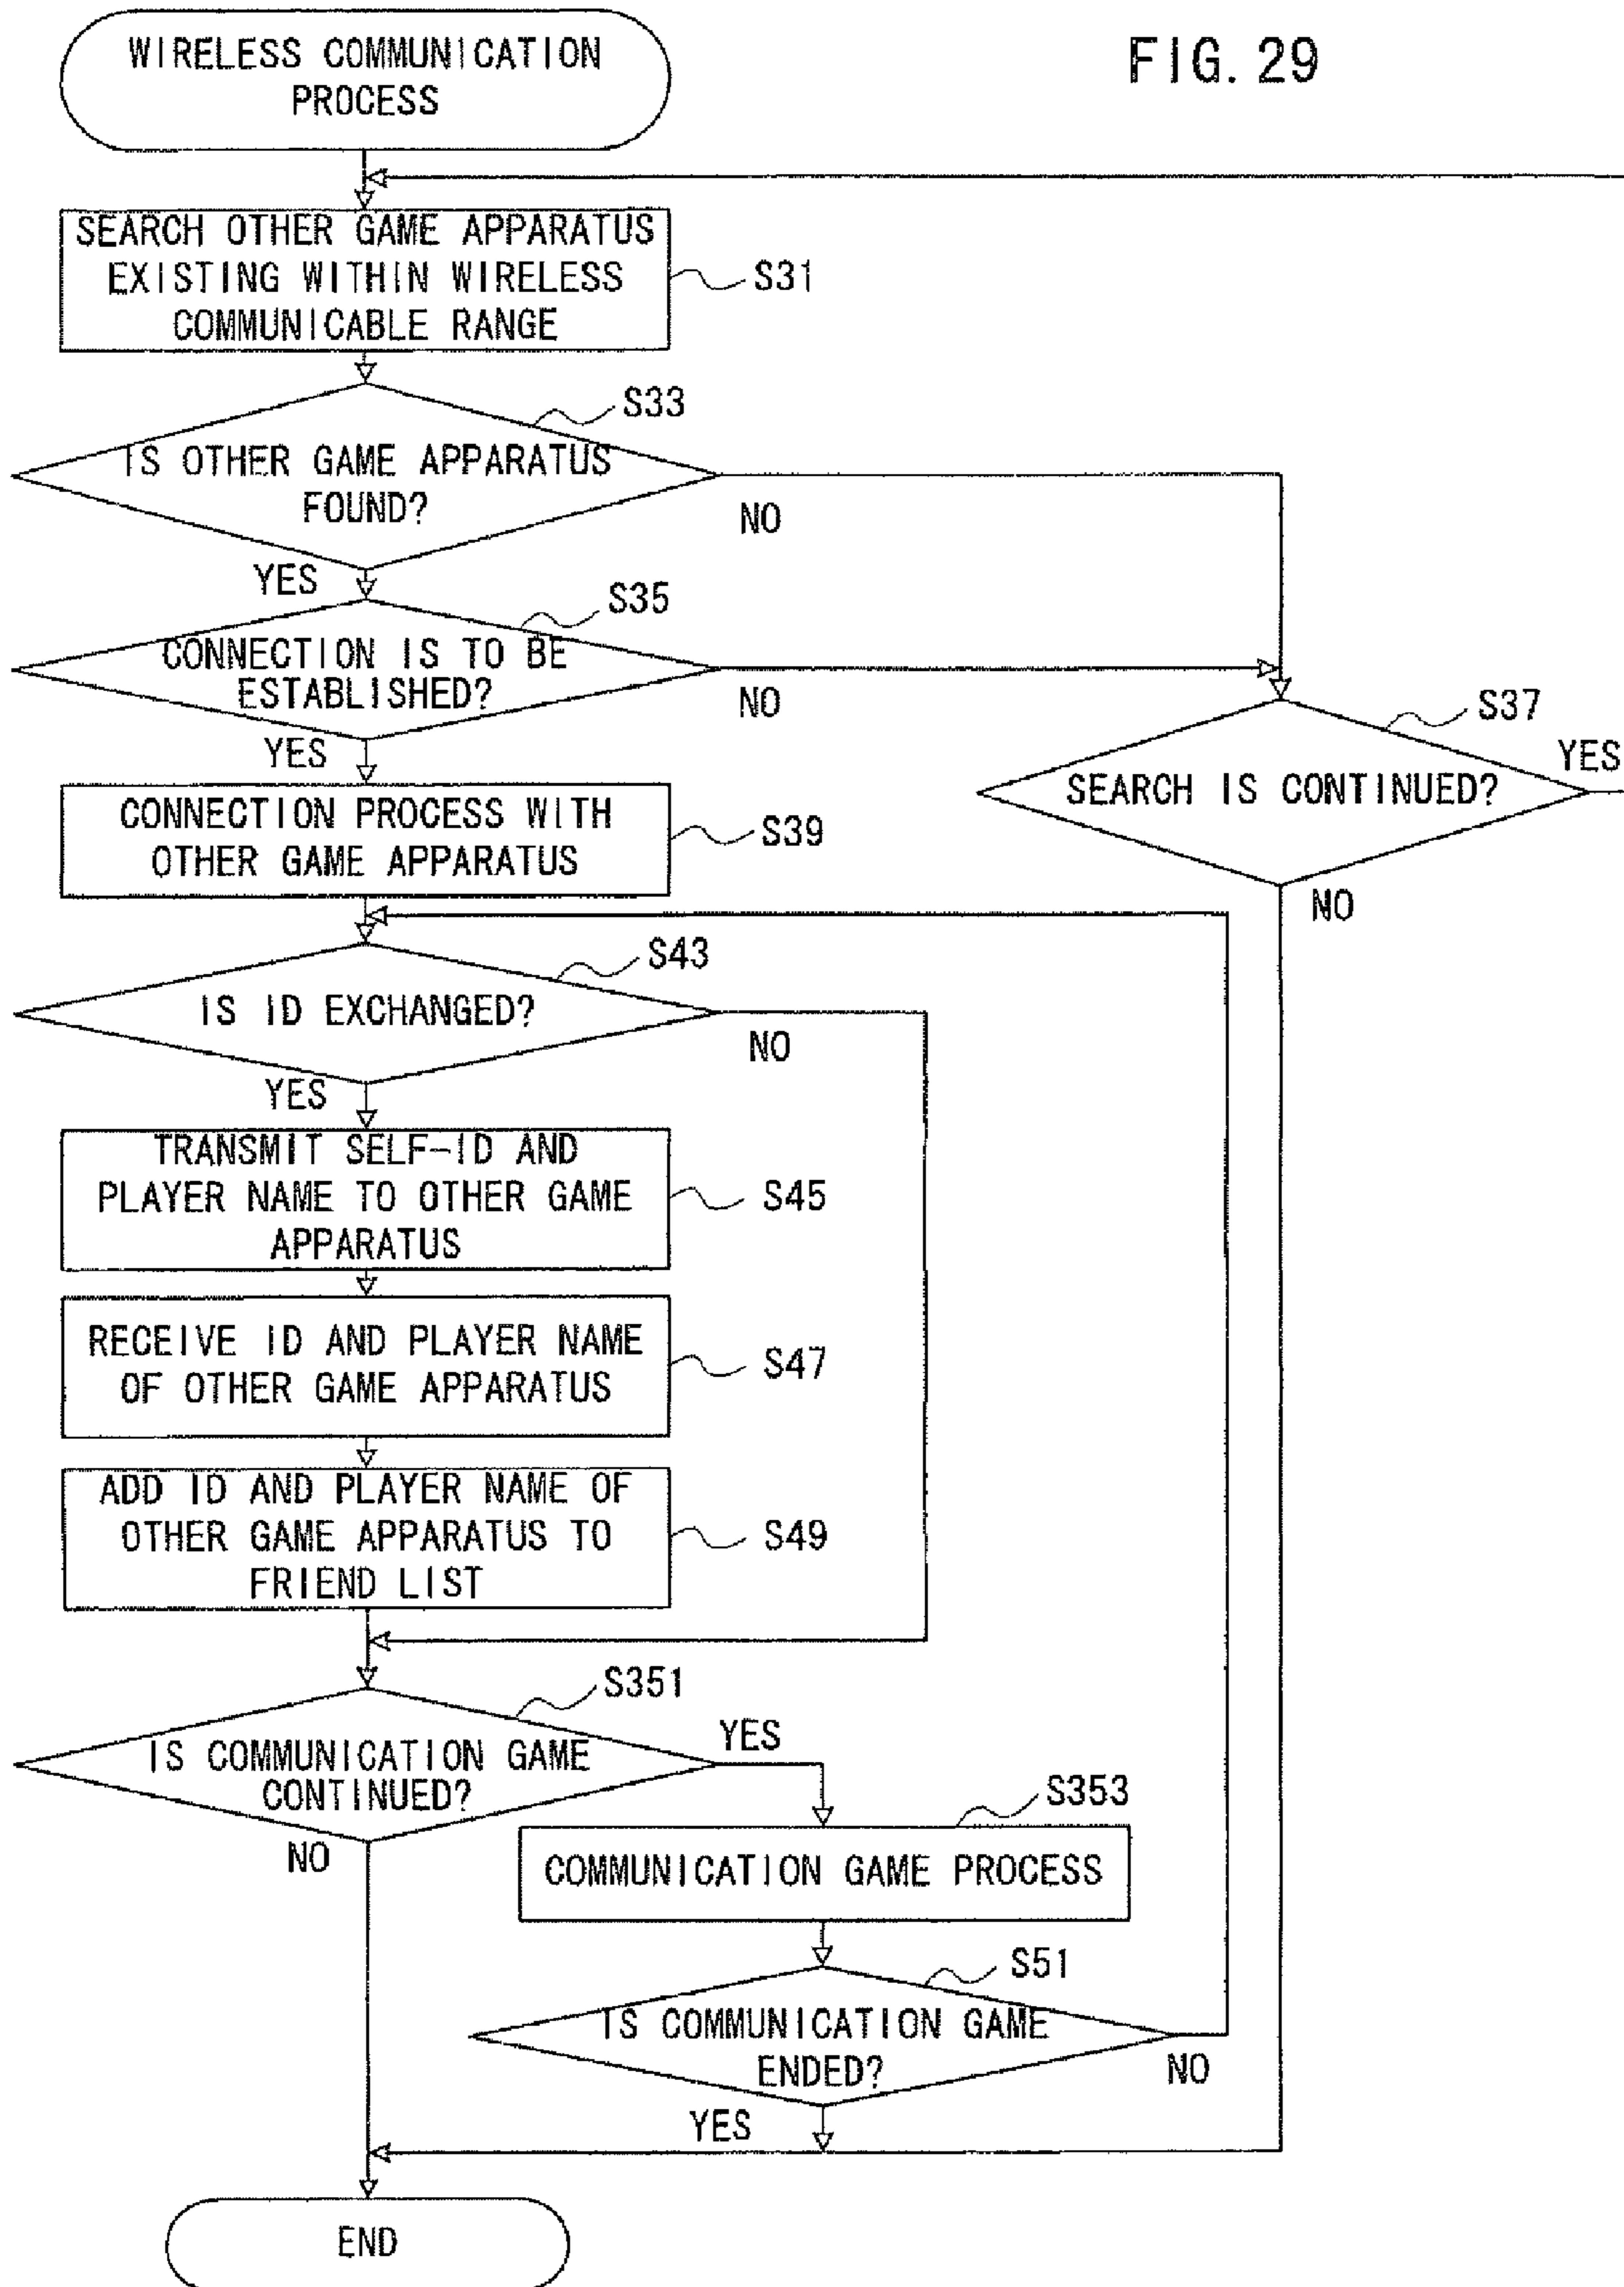 FIG. 29
WIRELESS COMMUNICATION
PROCESS
SEARCH OTHER GAME APPARATUS
EXISTING WITHIN WIRELESS
COMMUNICABLE RANGE
S31
S33
IS OTHER GAME APPARATUS
FOUND?
NO
YES
S35
CONNECTION IS TO BE
ESTABLISHED?
NO
YES
S37
SEARCH IS CONTINUED?
YES
NO
CONNECTION PROCESS WITH
OTHER GAME APPARATUS
S39
S43
IS ID EXCHANGED?
NO
YES
TRANSMIT SELF-ID AND
PLAYER NAME TO OTHER GAME
APPARATUS
S45
RECEIVE ID AND PLAYER NAME
OF OTHER GAME APPARATUS
S47
ADD ID AND PLAYER NAME OF
OTHER GAME APPARATUS TO
FRIEND LIST
S49
S351
IS COMMUNICATION GAME
CONTINUED?
YES
NO
S353
COMMUNICATION GAME PROCESS
S51
IS COMMUNICATION GAME
ENDED?
NO
YES
END